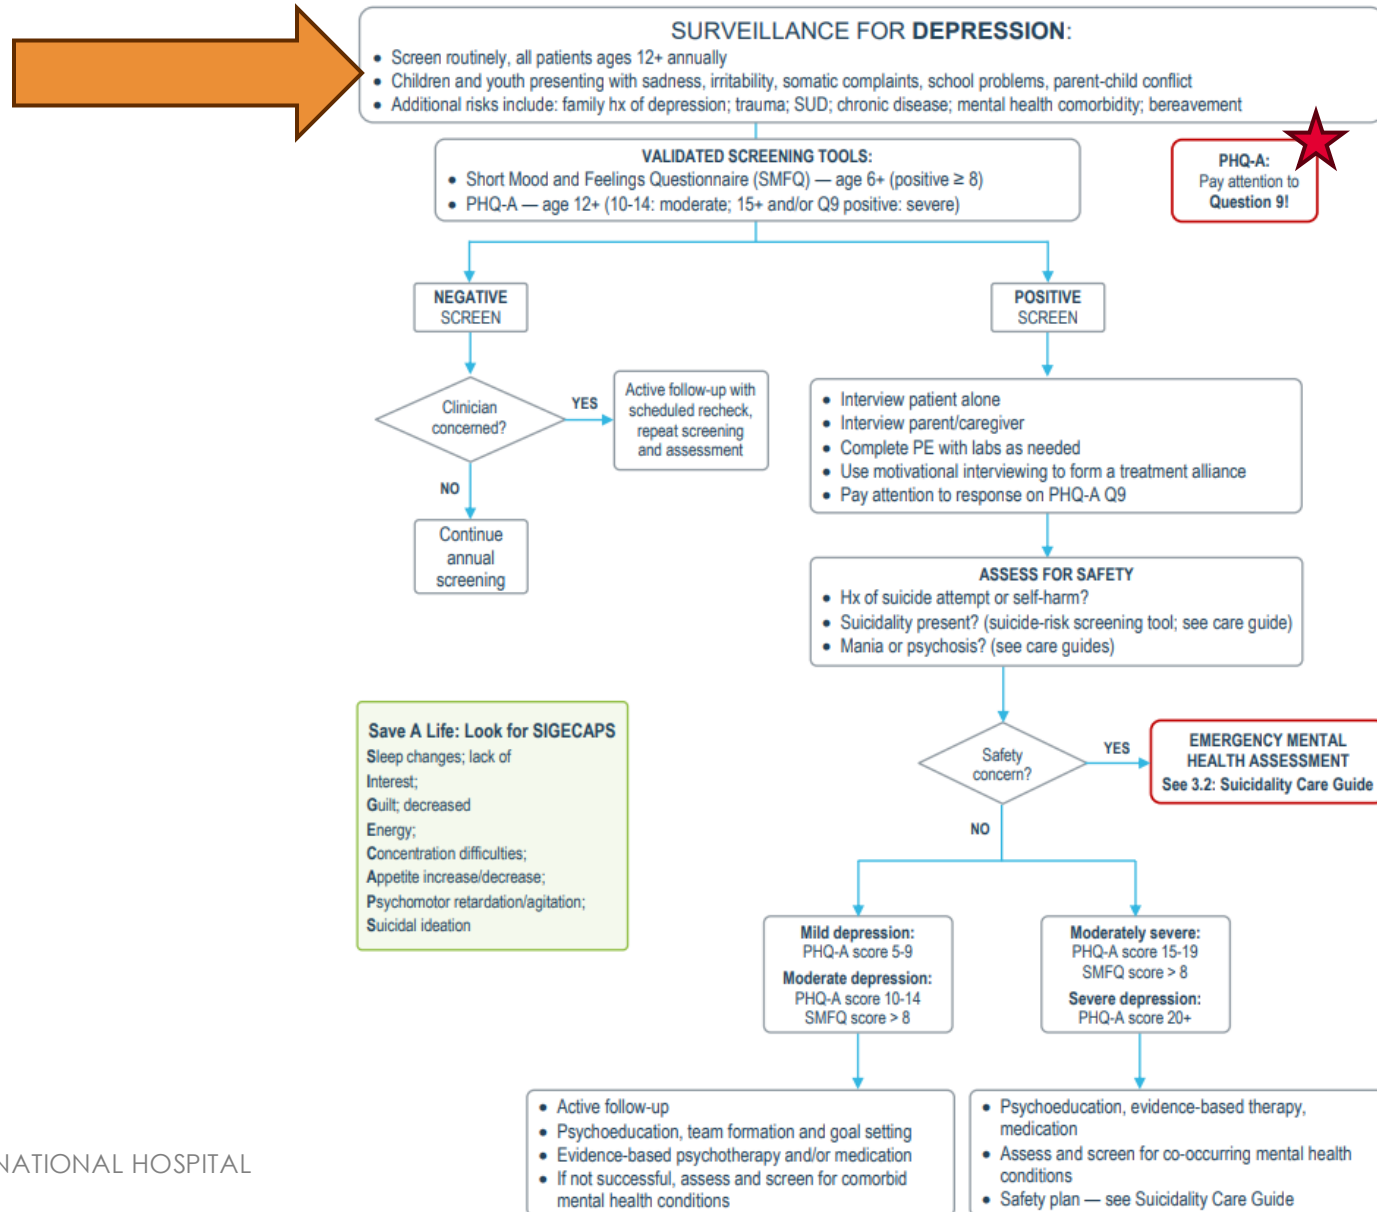 SURVEILLANCE FOR DEPRESSION:
• Screen routinely, all patients ages 12+ annually
• Children and youth presenting with sadness, irritability, somatic complaints, school problems, parent-child conflict
• Additional risks include: family hx of depression; trauma; SUD; chronic disease; mental health comorbidity; bereavement
VALIDATED SCREENING TOOLS:
• Short Mood and Feelings Questionnaire (SMFQ) — age 6+ (positive ≥ 8)
• PHQ-A — age 12+ (10-14: moderate; 15+ and/or Q9 positive: severe)
PHQ-A:
Pay attention to
Question 9!
NEGATIVE
SCREEN
POSITIVE
SCREEN
Clinician
concerned?
YES
Active follow-up with
scheduled recheck,
repeat screening
and assessment
NO
Continue
annual
screening
• Interview patient alone
• Interview parent/caregiver
• Complete PE with labs as needed
• Use motivational interviewing to form a treatment alliance
• Pay attention to response on PHQ-A Q9
ASSESS FOR SAFETY
• Hx of suicide attempt or self-harm?
• Suicidality present? (suicide-risk screening tool; see care guide)
• Mania or psychosis? (see care guides)
Save A Life: Look for SIGECAPS
Sleep changes; lack of
Interest;
Guilt; decreased
Energy;
Concentration difficulties;
Appetite increase/decrease;
Psychomotor retardation/agitation;
Suicidal ideation
Safety
concern?
YES
EMERGENCY MENTAL
HEALTH ASSESSMENT
See 3.2: Suicidality Care Guide
NO
Mild depression:
PHQ-A score 5-9
Moderate depression:
PHQ-A score 10-14
SMFQ score > 8
Moderately severe:
PHQ-A score 15-19
SMFQ score > 8
Severe depression:
PHQ-A score 20+
• Active follow-up
• Psychoeducation, team formation and goal setting
• Evidence-based psychotherapy and/or medication
• If not successful, assess and screen for comorbid
mental health conditions
• Psychoeducation, evidence-based therapy,
medication
• Assess and screen for co-occurring mental health
conditions
• Safety plan — see Suicidality Care Guide
NATIONAL HOSPITAL